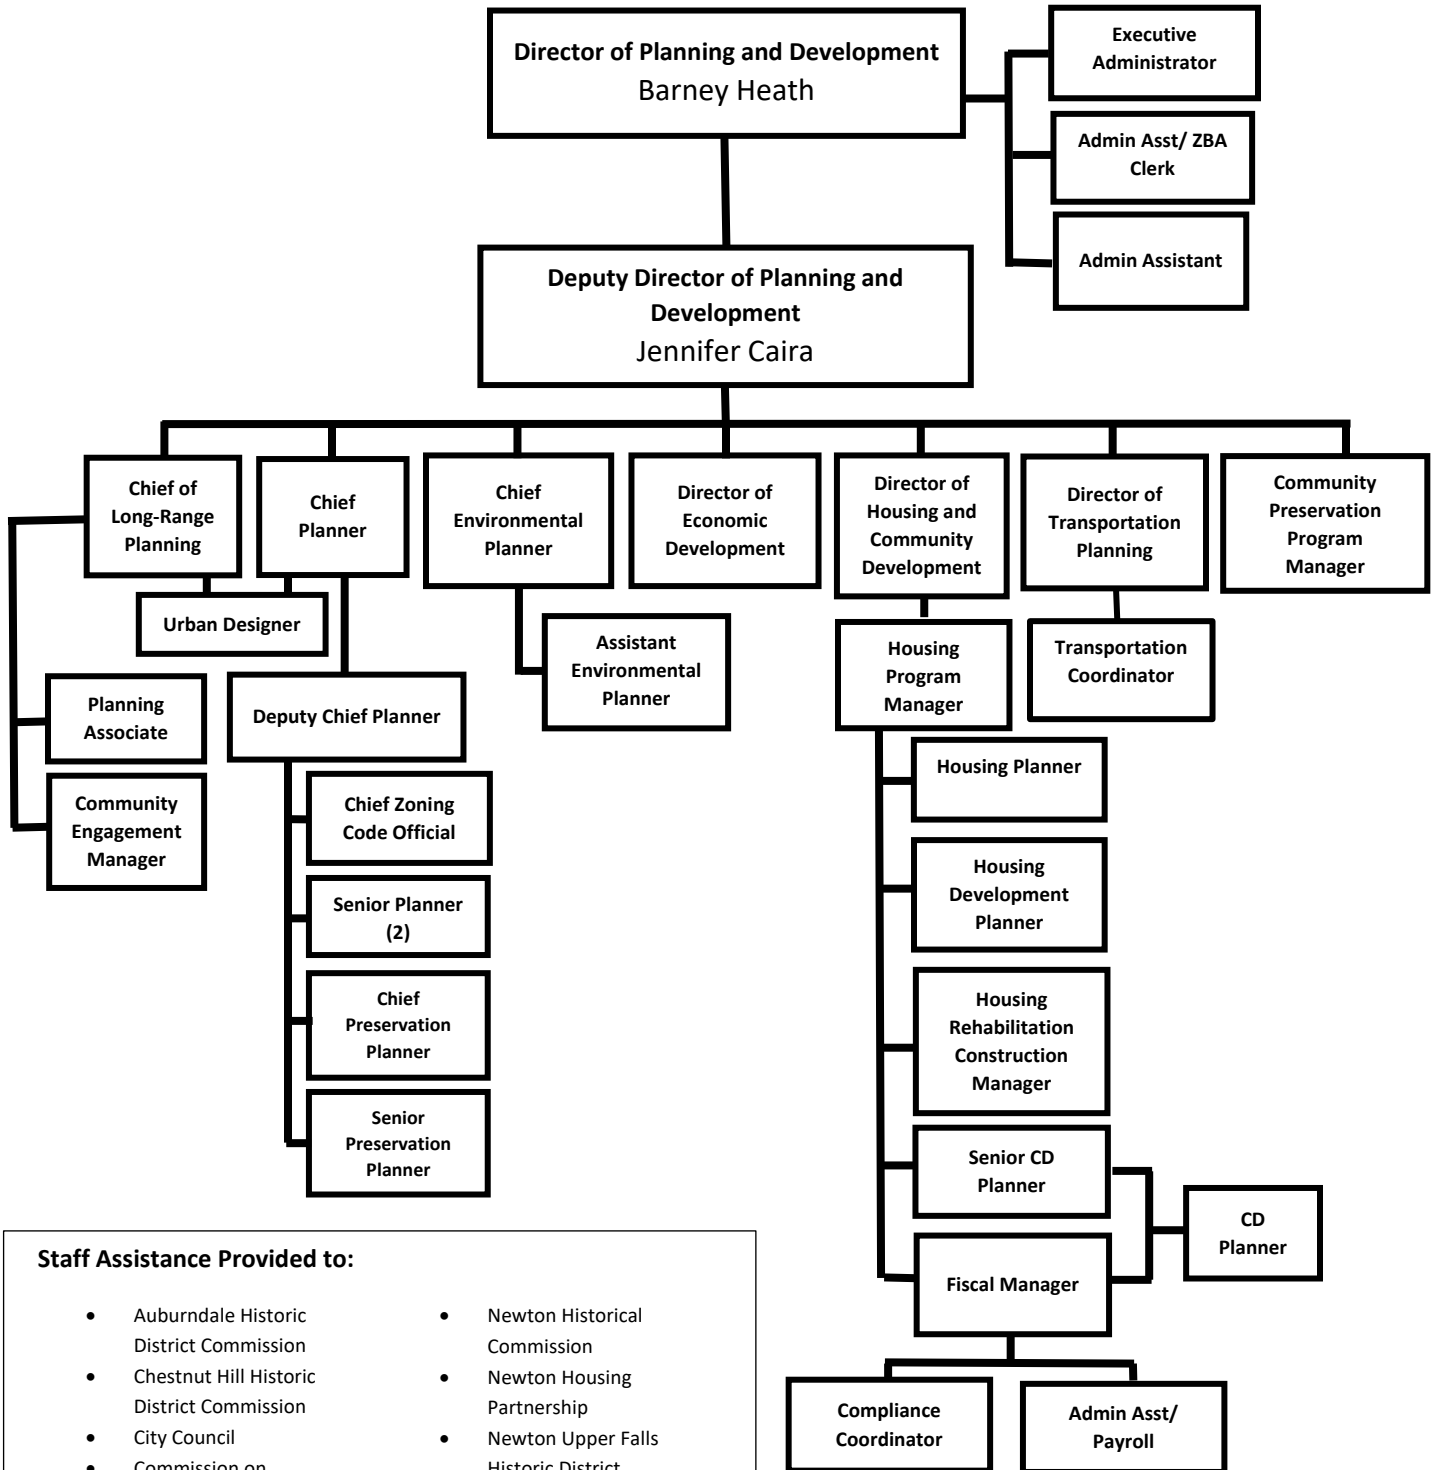 Director of Planning and Development
Barney Heath
Executive
Administrator
Admin Asst/ ZBA
Clerk
Admin Assistant
Deputy Director of Planning and
Development
Jennifer Caira
Chief of
Long-Range
Planning
Chief
Planner
Chief
Environmental
Planner
Director of
Economic
Development
Director of
Housing and
Community
Development
Director of
Transportation
Planning
Community
Preservation
Program
Manager
Urban Designer
Planning
Associate
Community
Engagement
Manager
Deputy Chief Planner
Chief Zoning
Code Official
Senior Planner
(2)
Chief
Preservation
Planner
Senior
Preservation
Planner
Assistant
Environmental
Planner
Housing
Program
Manager
Transportation
Coordinator
Housing Planner
Housing
Development
Planner
Housing
Rehabilitation
Construction
Manager
Senior CD
Planner
Fiscal Manager
CD
Planner
Compliance
Coordinator
Admin Asst/
Payroll
Staff Assistance Provided to:
• Auburndale Historic
District Commission
• Chestnut Hill Historic
District Commission
• City Council
• Commission on
• Newton Historical
Commission
• Newton Housing
Partnership
• Newton Upper Falls
Historic District